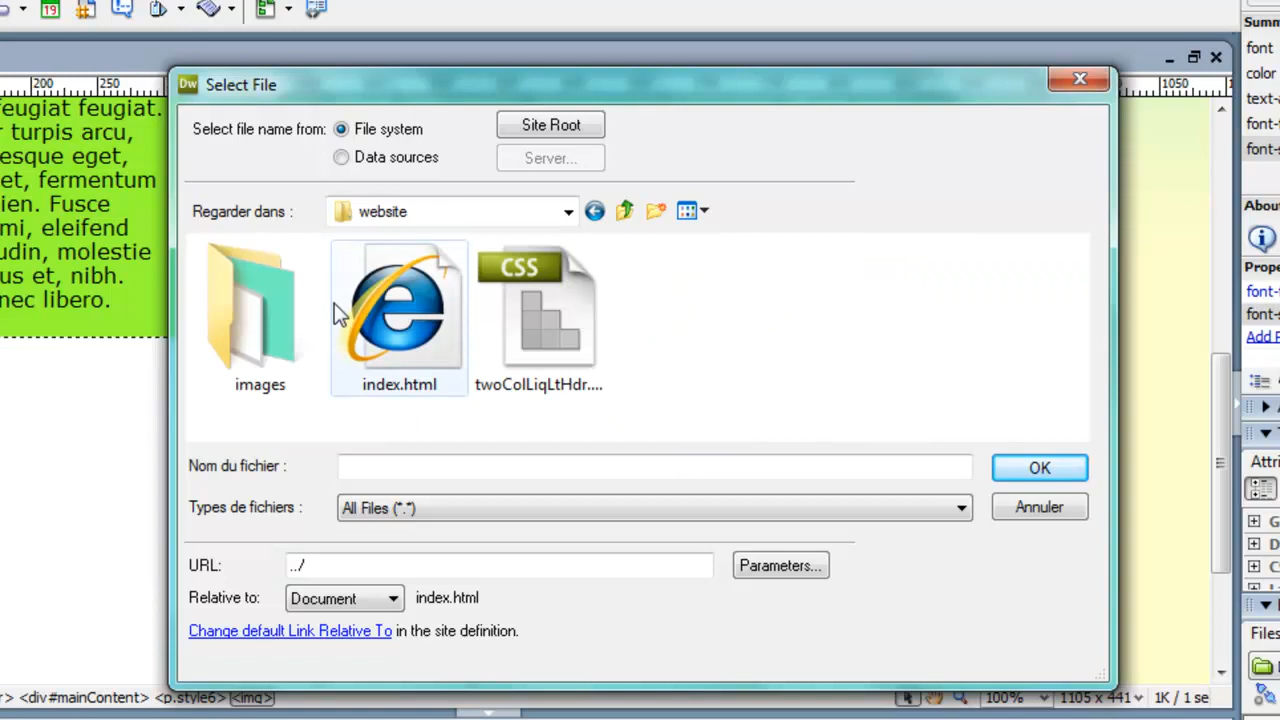 19
Summ
font
200
250
1050
color
Dw Select File
feugiat feugiat.
text-a
r turpis arcu,
Select file name from: File system Site Root
font-f
esque eget,
Data sources Server...
font-s
et, fermentum
ien. Fusce
Regarder dans : website
Abou
mi, eleifend
udin, molestie
CSS
Prope
us et, nibh.
font-f
nec libero.
font-s
Add P
images index.html twoColLiqLtHdr....
Nom du fichier : OK
Attri
Types de fichiers : All Files (*.*) Annuler
URL: ../ Parameters...
Relative to: Document index.html
Change default Link Relative To in the site definition.
Files
r> <div#mainContent> <p.style6> <img> 100% 1105 x 441 1K / 1 se